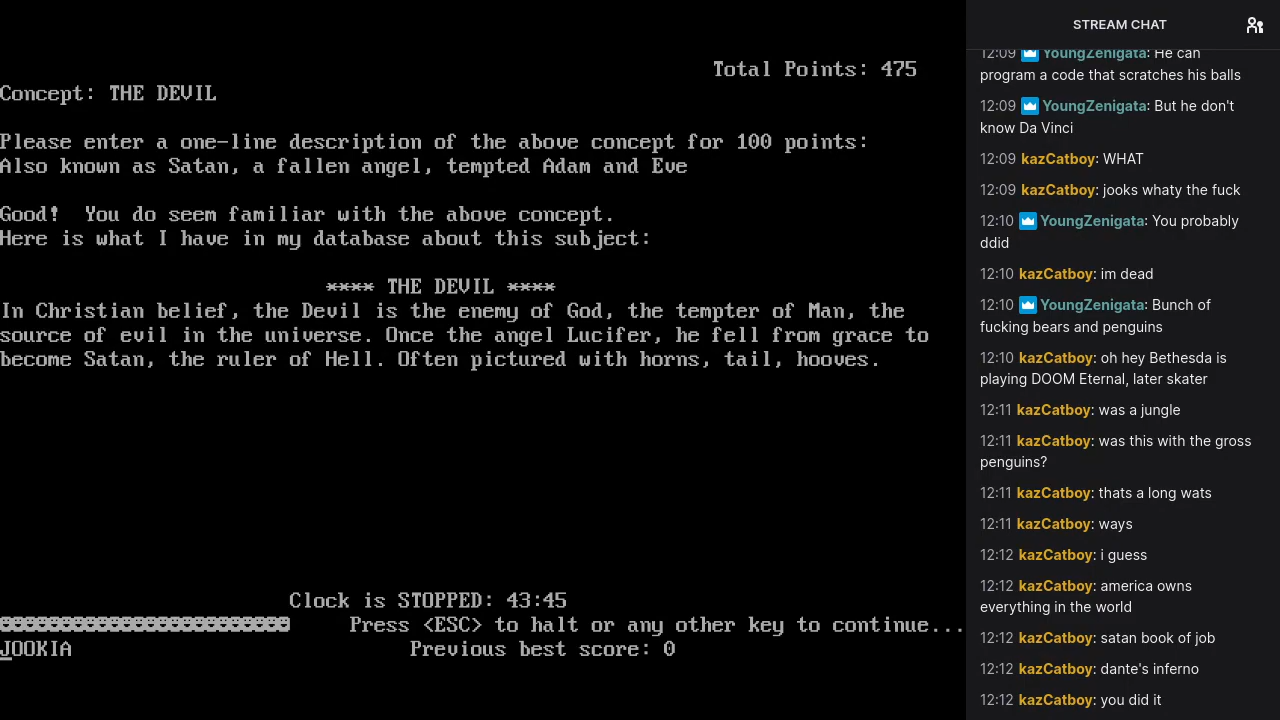 Total Points: 475
Concept: THE DEVIL
Please enter a one-line description of the above concept for 100 points:
Also known as Satan, a fallen angel, tempted Adam and Eve
Good!  You do seem familiar with the above concept.
Here is what I have in my database about this subject:
**** THE DEVIL ****
In Christian belief, the Devil is the enemy of God, the tempter of Man, the
source of evil in the universe. Once the angel Lucifer, he fell from grace to
become Satan, the ruler of Hell. Often pictured with horns, tail, hooves.
Clock is STOPPED: 43:45
Press <ESC> to halt or any other key to continue...
JOOKIA
Previous best score: 0
STREAM CHAT
12:09 YoungZenigata: He can
program a code that scratches his balls
12:09 YoungZenigata: But he don't
know Da Vinci
12:09 kazCatboy: WHAT
12:09 kazCatboy: jooks whaty the fuck
12:10 YoungZenigata: You probably
ddid
12:10 kazCatboy: im dead
12:10 YoungZenigata: Bunch of
fucking bears and penguins
12:10 kazCatboy: oh hey Bethesda is
playing DOOM Eternal, later skater
12:11 kazCatboy: was a jungle
12:11 kazCatboy: was this with the gross
penguins?
12:11 kazCatboy: thats a long wats
12:11 kazCatboy: ways
12:12 kazCatboy: i guess
12:12 kazCatboy: america owns
everything in the world
12:12 kazCatboy: satan book of job
12:12 kazCatboy: dante's inferno
12:12 kazCatboy: you did it